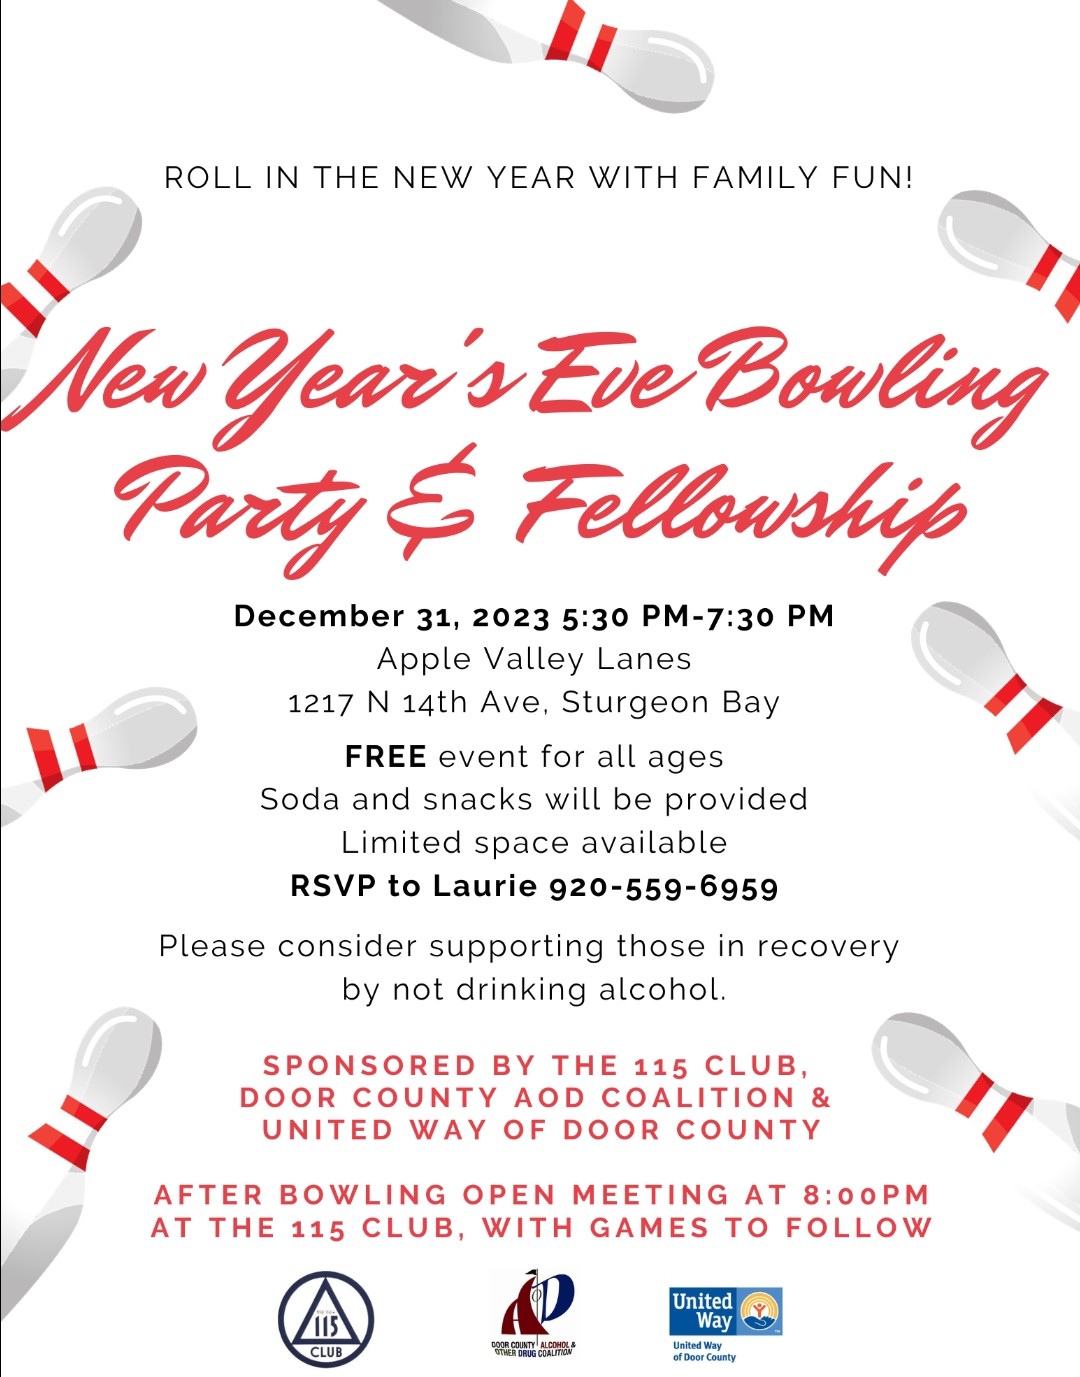 ROLL IN THE NEW YEAR WITH FAMILY FUN!
New Year's Eve Bowling
Party & Fellowship
December 31, 2023 5:30 PM-7:30 PM
Apple Valley Lanes
1217 N 14th Ave, Sturgeon Bay
FREE event for all ages
Soda and snacks will be provided
Limited space available
RSVP to Laurie 920-559-6959
Please consider supporting those in recovery
by not drinking alcohol.
SPONSORED BY THE 115 CLUB,
DOOR COUNTY AOD COALITION &
UNITED WAY OF DOOR COUNTY
AFTER BOWLING OPEN MEETING AT 8:00PM
AT THE 115 CLUB, WITH GAMES TO FOLLOW
115
CLUB
AOD
DOOR COUNTY ALCOHOL &
OTHER DRUG COALITION
United
Way
United Way
of Door County